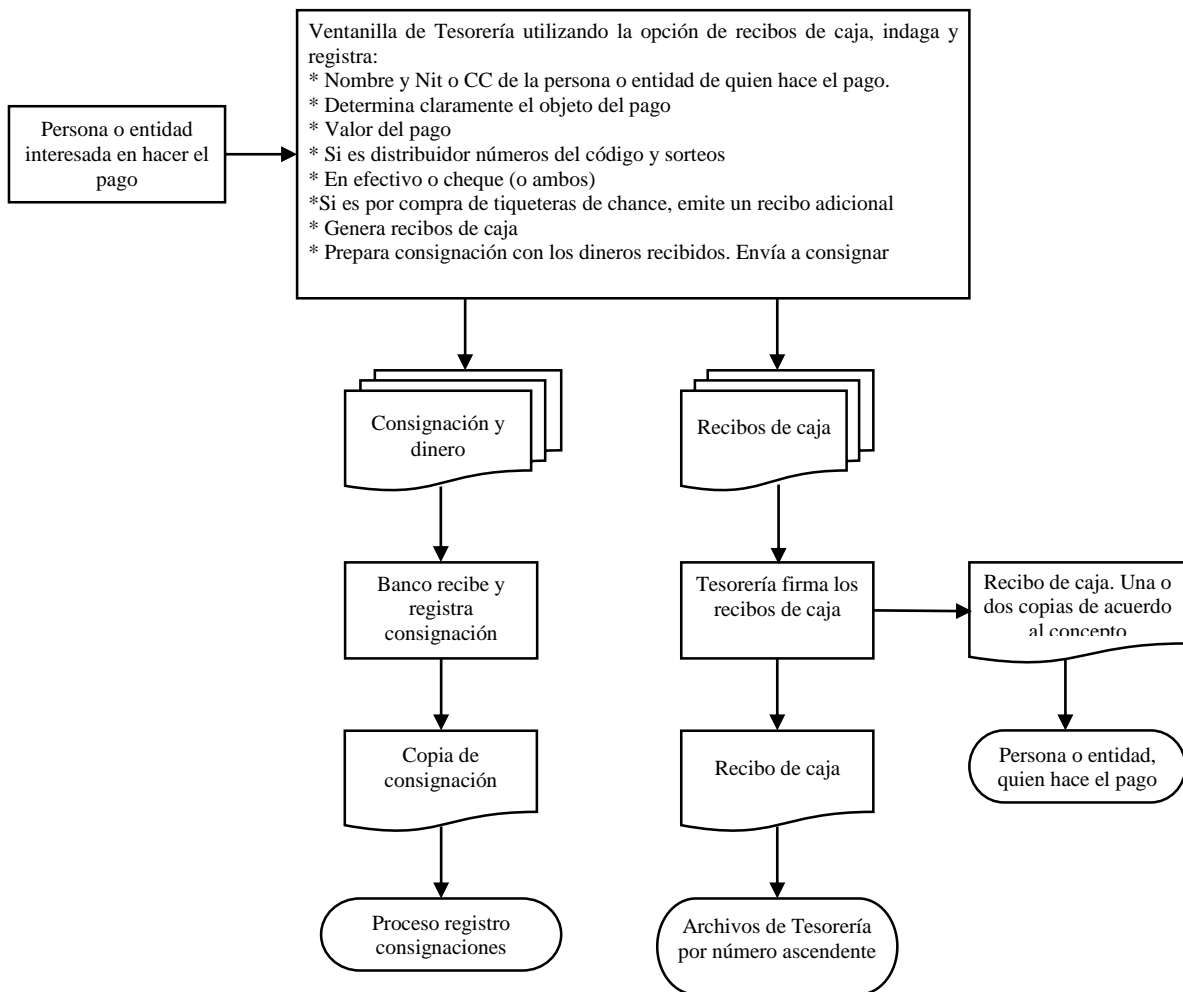 Ventanilla de Tesorería utilizando la opción de recibos de caja, indaga y
registra:
* Nombre y Nit o CC de la persona o entidad de quien hace el pago.
* Determina claramente el objeto del pago
* Valor del pago
* Si es distribuidor números del código y sorteos
* En efectivo o cheque (o ambos)
*Si es por compra de tiqueteras de chance, emite un recibo adicional
* Genera recibos de caja
* Prepara consignación con los dineros recibidos. Envía a consignar
Persona o entidad
interesada en hacer el
pago
Consignación y
dinero
Recibos de caja
Banco recibe y
registra
consignación
Tesorería firma los
recibos de caja
Recibo de caja. Una o
dos copias de acuerdo
al concepto
Copia de
consignación
Recibo de caja
Persona o entidad,
quien hace el pago
Proceso registro
consignaciones
Archivos de Tesorería
por número ascendente